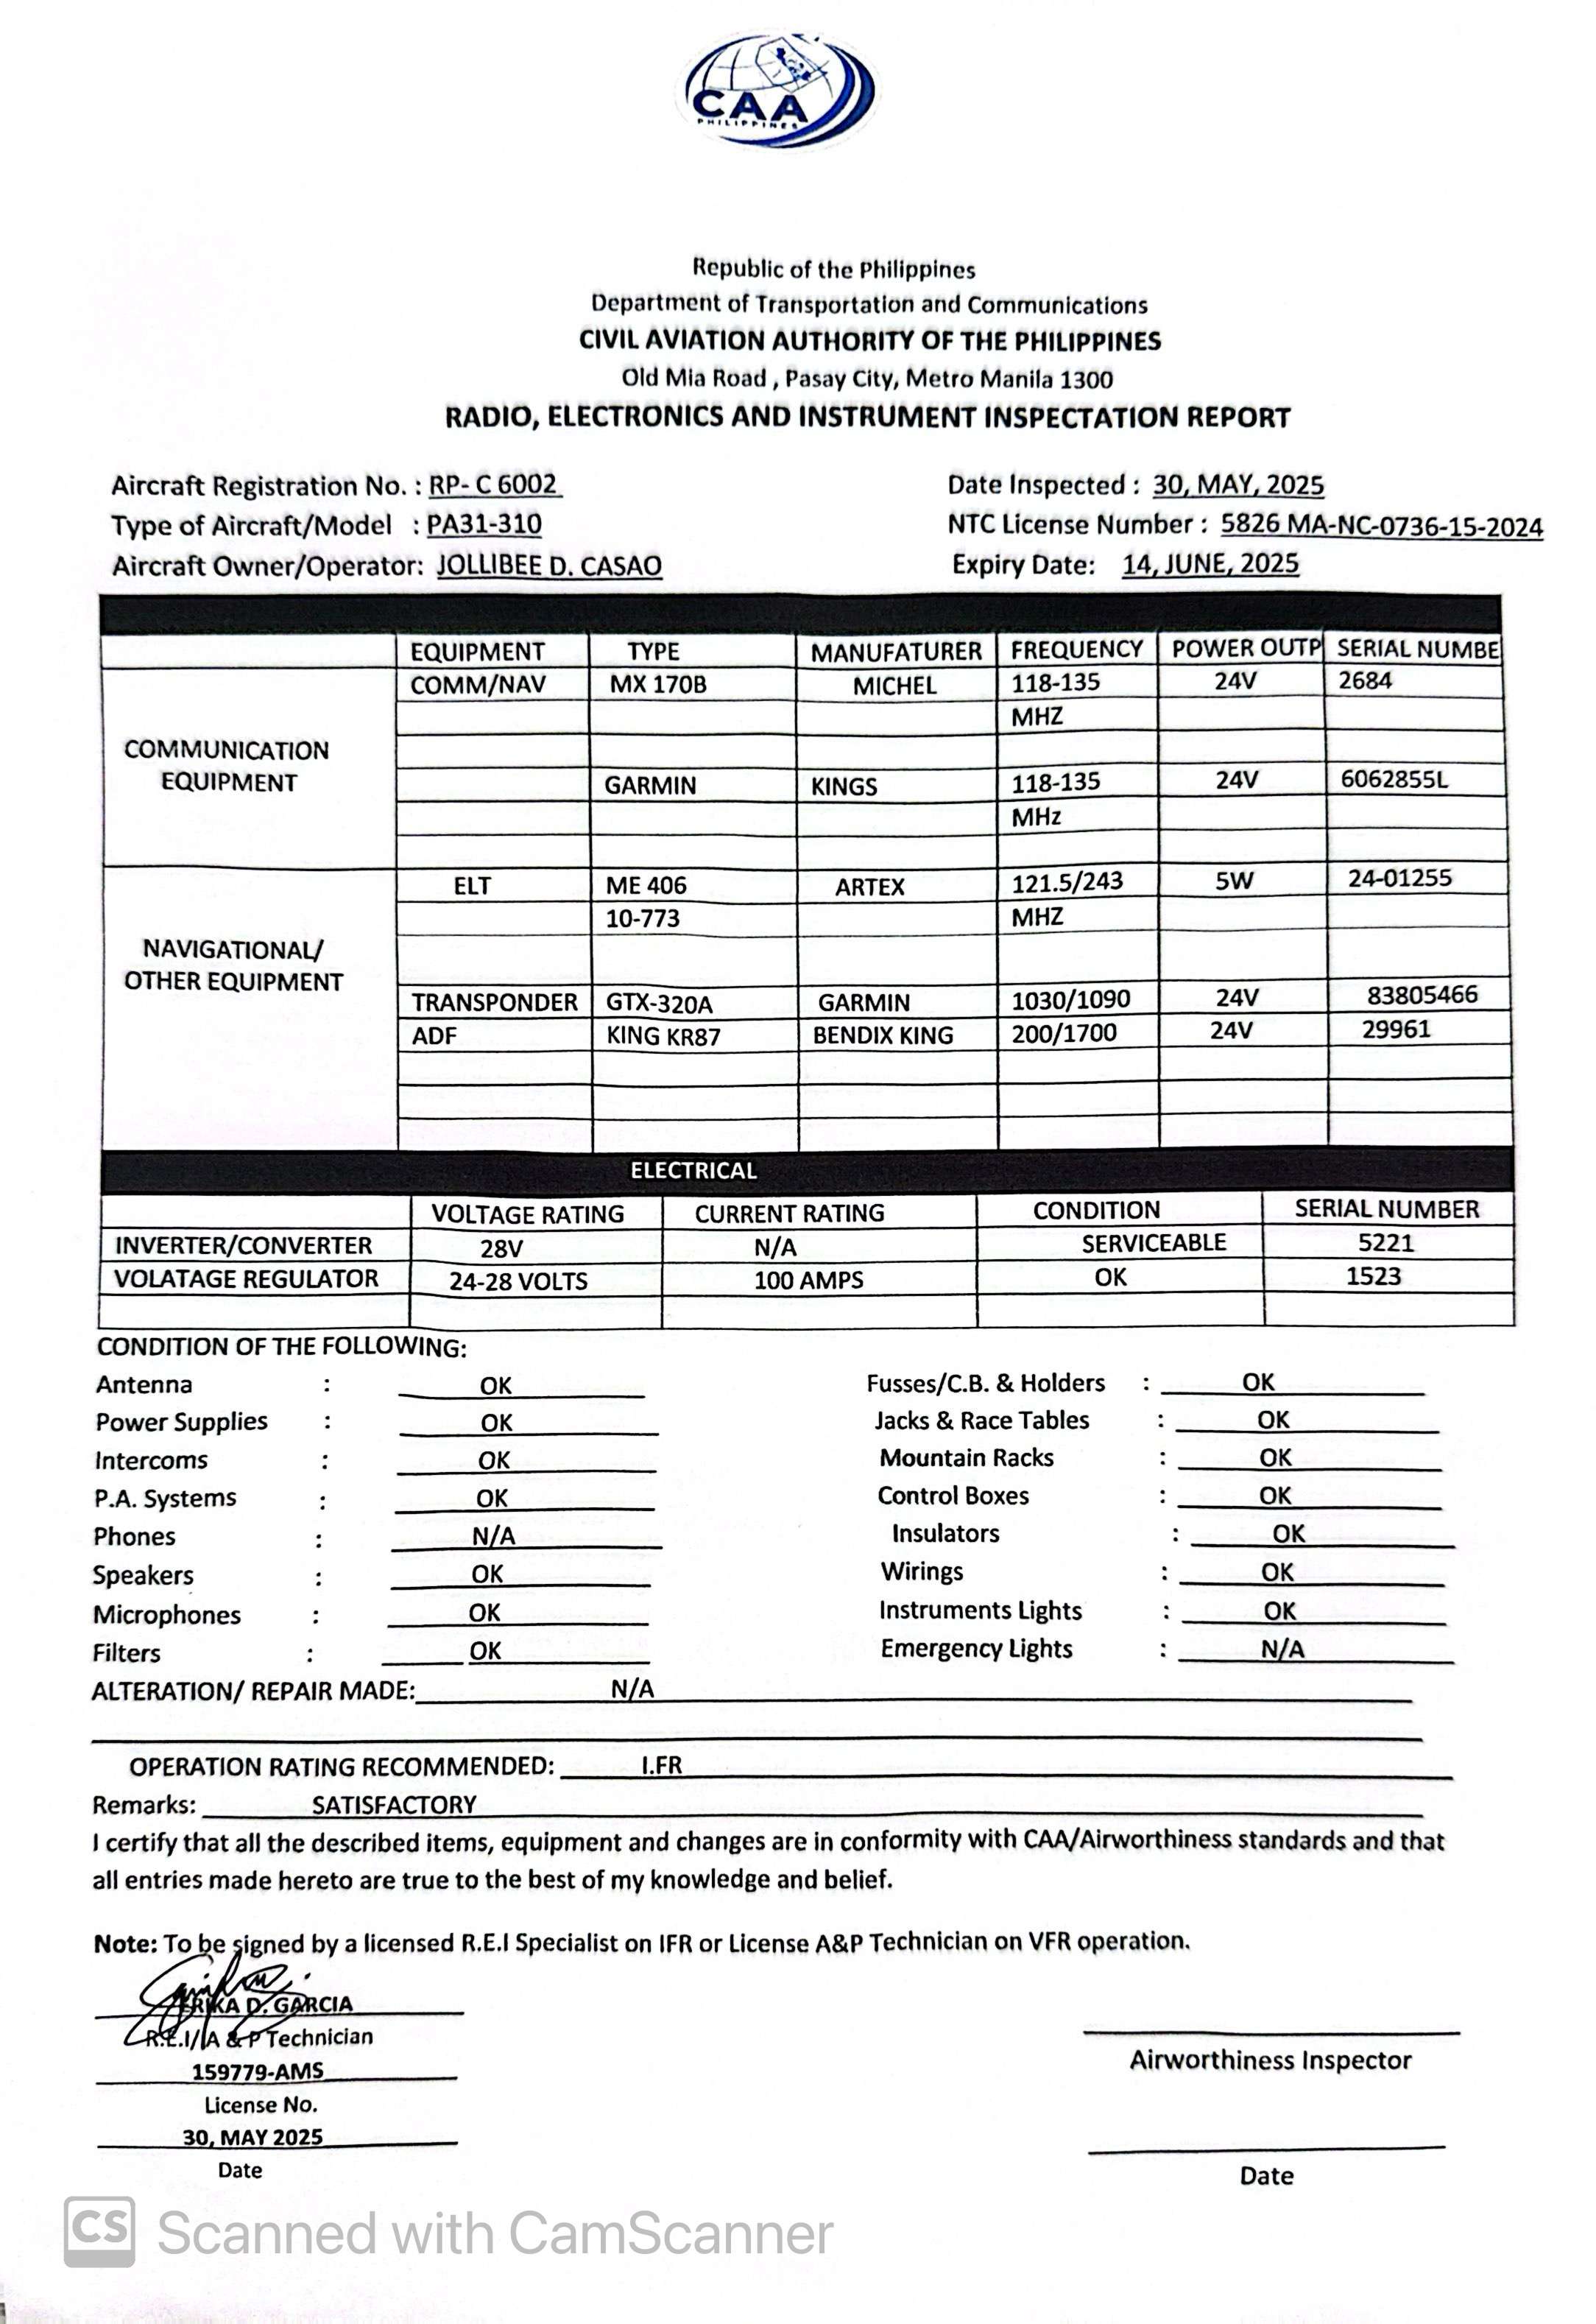 CAA
PHILIPPINES
Republic of the Philippines
Department of Transportation and Communications
CIVIL AVIATION AUTHORITY OF THE PHILIPPINES
Old Mia Road , Pasay City, Metro Manila 1300
RADIO, ELECTRONICS AND INSTRUMENT INSPECTATION REPORT
Aircraft Registration No. : RP- C 6002 Date Inspected : 30, MAY, 2025
Type of Aircraft/Model : PA31-310 NTC License Number : 5826 MA-NC-0736-15-2024
Aircraft Owner/Operator: JOLLIBEE D. CASAO Expiry Date: 14, JUNE, 2025
EQUIPMENT TYPE MANUFATURER FREQUENCY POWER OUTP SERIAL NUMBE
COMM/NAV MX 170B MICHEL 118-135 24V 2684
MHZ
COMMUNICATION
EQUIPMENT GARMIN KINGS 118-135 24V 6062855L
MHz
ELT ME 406 ARTEX 121.5/243 5W 24-01255
10-773 MHZ
NAVIGATIONAL/
OTHER EQUIPMENT
TRANSPONDER GTX-320A GARMIN 1030/1090 24V 83805466
ADF KING KR87 BENDIX KING 200/1700 24V 29961
ELECTRICAL
VOLTAGE RATING CURRENT RATING CONDITION SERIAL NUMBER
INVERTER/CONVERTER 28V N/A SERVICEABLE 5221
VOLATAGE REGULATOR 24-28 VOLTS 100 AMPS OK 1523
CONDITION OF THE FOLLOWING:
Antenna : OK Fusses/C.B. & Holders : OK
Power Supplies : OK Jacks & Race Tables : OK
Intercoms : OK Mountain Racks : OK
P.A. Systems : OK Control Boxes : OK
Phones : N/A Insulators : OK
Speakers : OK Wirings : OK
Microphones : OK Instruments Lights : OK
Filters : OK Emergency Lights : N/A
ALTERATION/ REPAIR MADE: N/A
OPERATION RATING RECOMMENDED: I.FR
Remarks: SATISFACTORY
I certify that all the described items, equipment and changes are in conformity with CAA/Airworthiness standards and that
all entries made hereto are true to the best of my knowledge and belief.
Note: To be signed by a licensed R.E.I Specialist on IFR or License A&P Technician on VFR operation.
ERIKA D. GARCIA
R.E.I/A & P Technician
Airworthiness Inspector
159779-AMS
License No.
30, MAY 2025
Date Date
CS Scanned with CamScanner